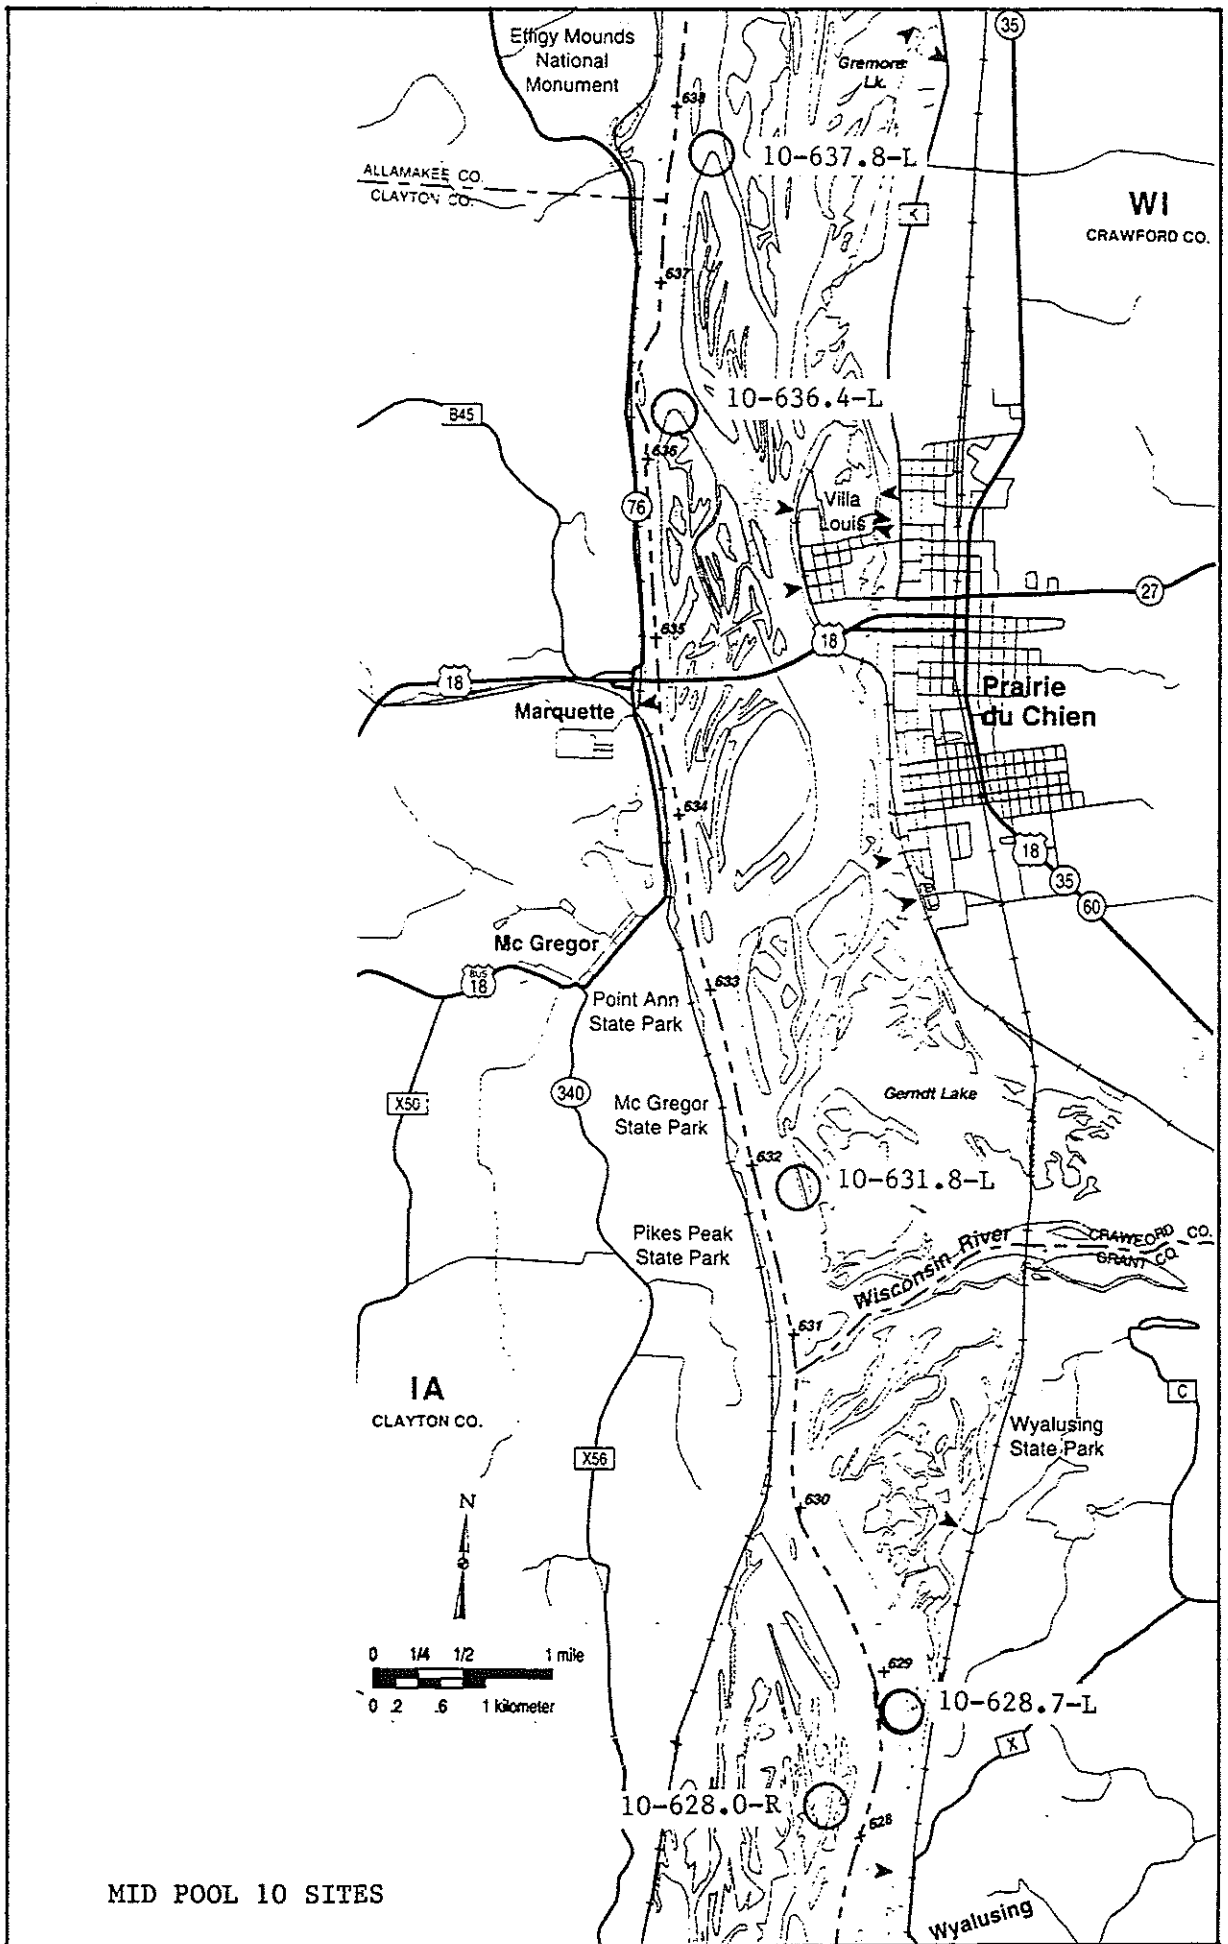 Effigy Mounds
National
Monument
35
Gremore
Lk.
638
10-637.8-L
ALLAMAKEE CO.
CLAYTON CO.
WI
CRAWFORD CO.
637
10-636.4-L
B45
636
76
Villa
Louis
27
635
18
18
Prairie
du Chien
Marquette
634
18
35
60
Mc Gregor
BUS
18
633
Point Ann
State Park
340
X50
Gerndt Lake
Mc Gregor
State Park
632
10-631.8-L
Pikes Peak
State Park
Wisconsin River
CRAWFORD CO.
GRANT CO.
631
IA
CLAYTON CO.
C
Wyalusing
State Park
X56
N
630
0 1/4 1/2 1 mile
0 .2 .6 1 kilometer
629
10-628.7-L
X
10-628.0-R
628
MID POOL 10 SITES
Wyalusing